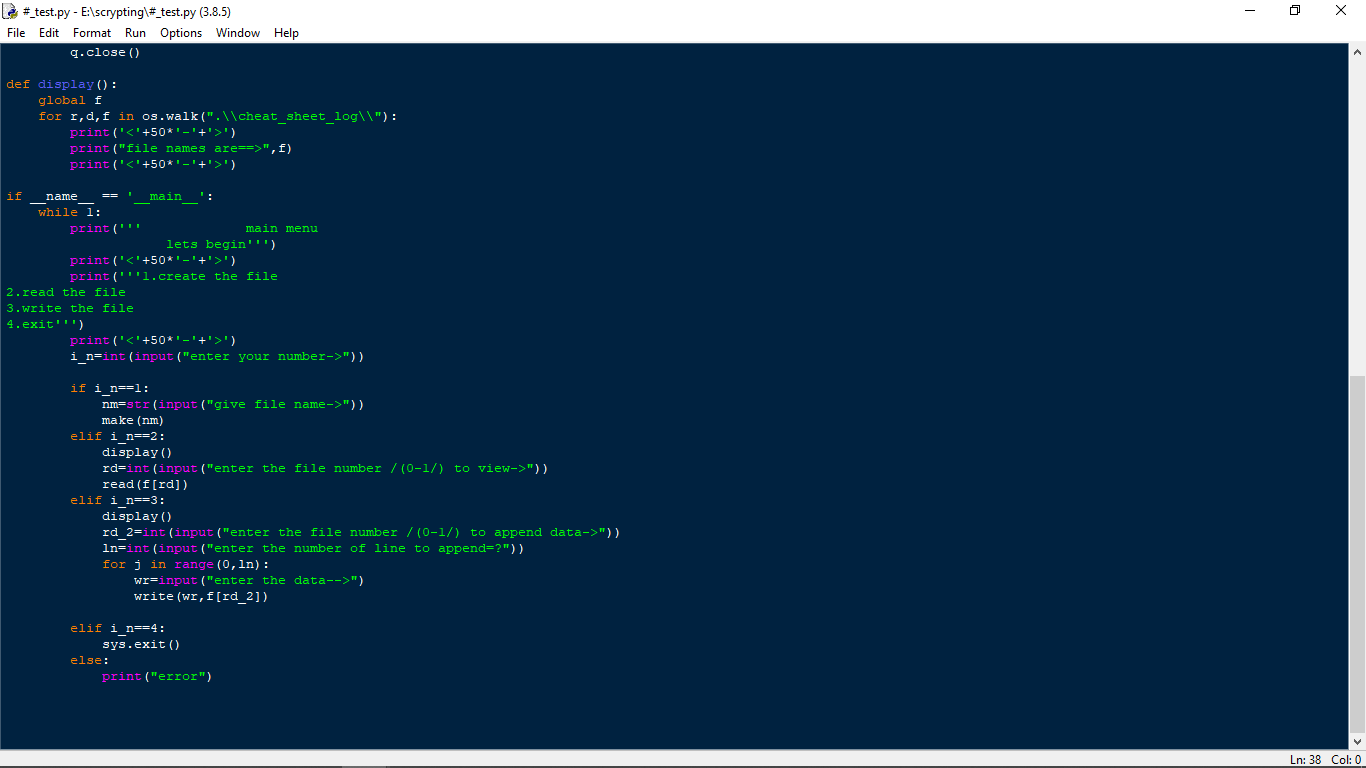 #_test.py - E:\scrypting\#_test.py (3.8.5)
File Edit Format Run Options Window Help
        q.close()
def display():
    global f
    for r,d,f in os.walk(".\\cheat_sheet_log\\"):
        print('<'+50*'-'+'>')
        print("file names are==>",f)
        print('<'+50*'-'+'>')
if __name__ == '__main__':
    while 1:
        print('''             main menu
                    lets begin''')
        print('<'+50*'-'+'>')
        print('''1.create the file
2.read the file
3.write the file
4.exit''')
        print('<'+50*'-'+'>')
        i_n=int(input("enter your number->"))
        if i_n==1:
            nm=str(input("give file name->"))
            make(nm)
        elif i_n==2:
            display()
            rd=int(input("enter the file number /(0-1/) to view->"))
            read(f[rd])
        elif i_n==3:
            display()
            rd_2=int(input("enter the file number /(0-1/) to append data->"))
            ln=int(input("enter the number of line to append=?"))
            for j in range(0,ln):
                wr=input("enter the data-->")
                write(wr,f[rd_2])
        elif i_n==4:
            sys.exit()
        else:
            print("error")
Ln: 38 Col: 0